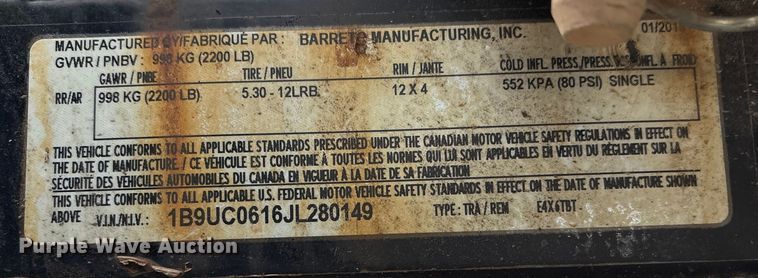 MANUFACTURED BY/FABRIQUÉ PAR : BARRETO MANUFACTURING, INC. 01/201
GVWR / PNBV : 998 KG (2200 LB)
GAWR / PNBE TIRE / PNEU RIM / JANTE COLD INFL. PRESS./PRESS. A FROID
RR/AR 998 KG (2200 LB) 5.30 - 12LRB 12 X 4 552 KPA (80 PSI) SINGLE
THIS VEHICLE CONFORMS TO ALL APPLICABLE STANDARDS PRESCRIBED UNDER THE CANADIAN MOTOR VEHICLE SAFETY REGULATIONS IN EFFECT ON
THE DATE OF MANUFACTURE. / CE VÉHICULE EST CONFORME À TOUTES LES NORMES QUI LUI SONT APPLICABLES EN VERTU DU RÈGLEMENT SUR LA
SÉCURITÉ DES VÉHICULES AUTOMOBILES DU CANADA EN VIGUEUR À LA DATE DE SA FABRICATION
THIS VEHICLE CONFORMS TO ALL APPLICABLE U.S. FEDERAL MOTOR VEHICLE SAFETY STANDARDS IN EFFECT ON THE DATE OF MANUFACTURE SHOWN
ABOVE V.I.N./N.I.V. : 1B9UC0616JL280149 TYPE : TRA / REM E4X6TBT
Purple Wave Auction